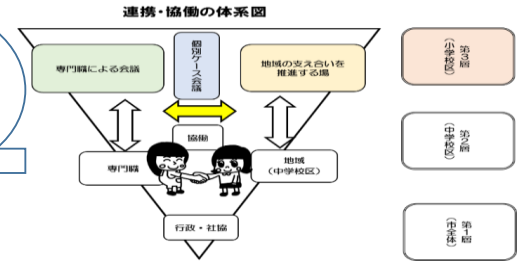 連携・協働の体系図
専門職による会議
個別ケース会議
地域の支え合いを
推進する場
協働
専門職
地域
(中学校区)
行政・社協
第3層
(小学校区)
第2層
(中学校区)
第1層
(市全体)